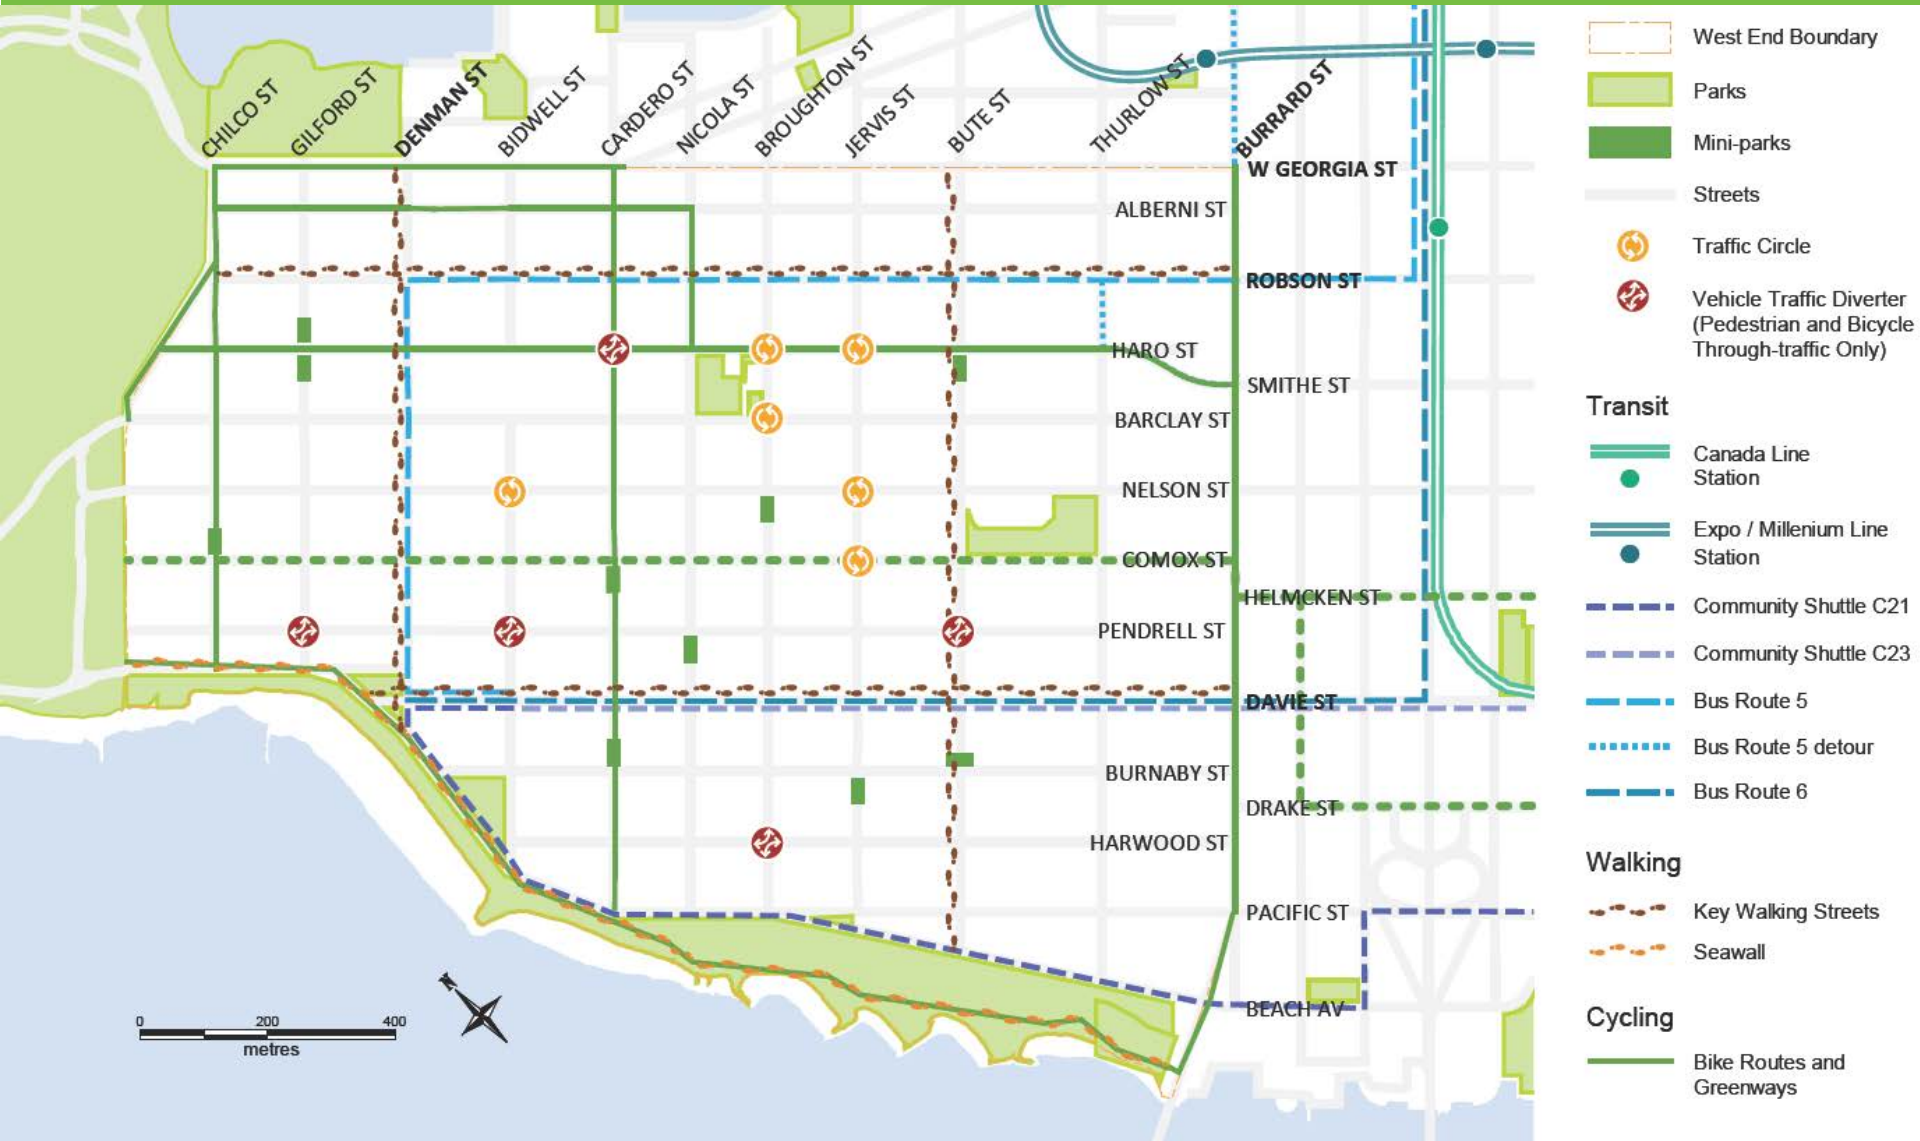 CHILCO ST
GILFORD ST
DENMAN ST
BIDWELL ST
CARDERO ST
NICOLA ST
BROUGHTON ST
JERVIS ST
BUTE ST
THURLOW ST
BURRARD ST
W GEORGIA ST
ALBERNI ST
ROBSON ST
HARO ST
SMITHE ST
BARCLAY ST
NELSON ST
COMOX ST
HELMCKEN ST
PENDRELL ST
DAVIE ST
BURNABY ST
DRAKE ST
HARWOOD ST
PACIFIC ST
BEACH AV
N
0 200 400
metres
West End Boundary
Parks
Mini-parks
Streets
Traffic Circle
Vehicle Traffic Diverter
(Pedestrian and Bicycle
Through-traffic Only)
Transit
Canada Line
Station
Expo / Millenium Line
Station
Community Shuttle C21
Community Shuttle C23
Bus Route 5
Bus Route 5 detour
Bus Route 6
Walking
Key Walking Streets
Seawall
Cycling
Bike Routes and
Greenways